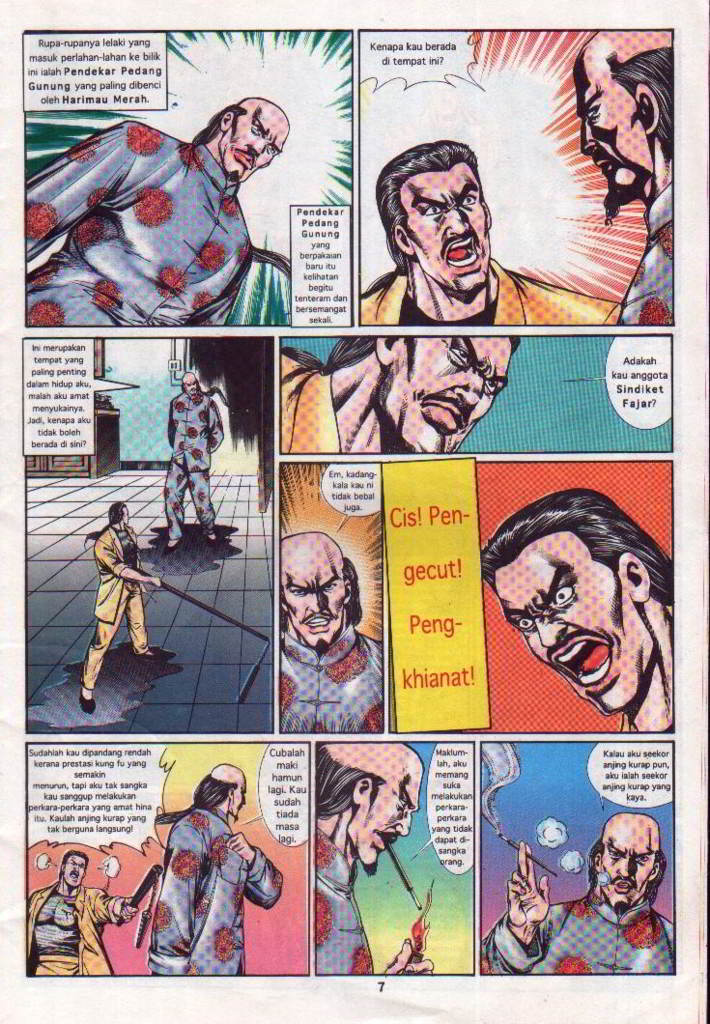 Rupa-rupanya lelaki yang
masuk perlahan-lahan ke bilik
ini ialah Pendekar Pedang
Gunung yang paling dibenci
oleh Harimau Merah.
Pendekar
Pedang
Gunung
yang
berpakaian
baru itu
kelihatan
begitu
tenteram dan
bersemangat
sekali.
Kenapa kau berada
di tempat ini?
Ini merupakan
tempat yang
paling penting
dalam hidup aku,
malah aku amat
menyukainya.
Jadi, kenapa aku
tidak boleh
berada di sini?
Adakah
kau anggota
Sindiket
Fajar?
Em, kadang-
kala kau ni
tidak bebal
juga.
Cis! Pen-
gecut!
Peng-
khianat!
Sudahlah kau dipandang rendah
kerana prestasi kung fu yang
semakin
menurun, tapi aku tak sangka
kau sanggup melakukan
perkara-perkara yang amat hina
itu. Kaulah anjing kurap yang
tak berguna langsung!
Cubalah
maki
hamun
lagi. Kau
sudah
tiada
masa
lagi.
Maklum-
lah, aku
memang
suka
melakukan
perkara-
perkara
yang tidak
dapat di-
sangka
orang.
Kalau aku seekor
anjing kurap pun,
aku ialah seekor
anjing kurap yang
kaya.
7